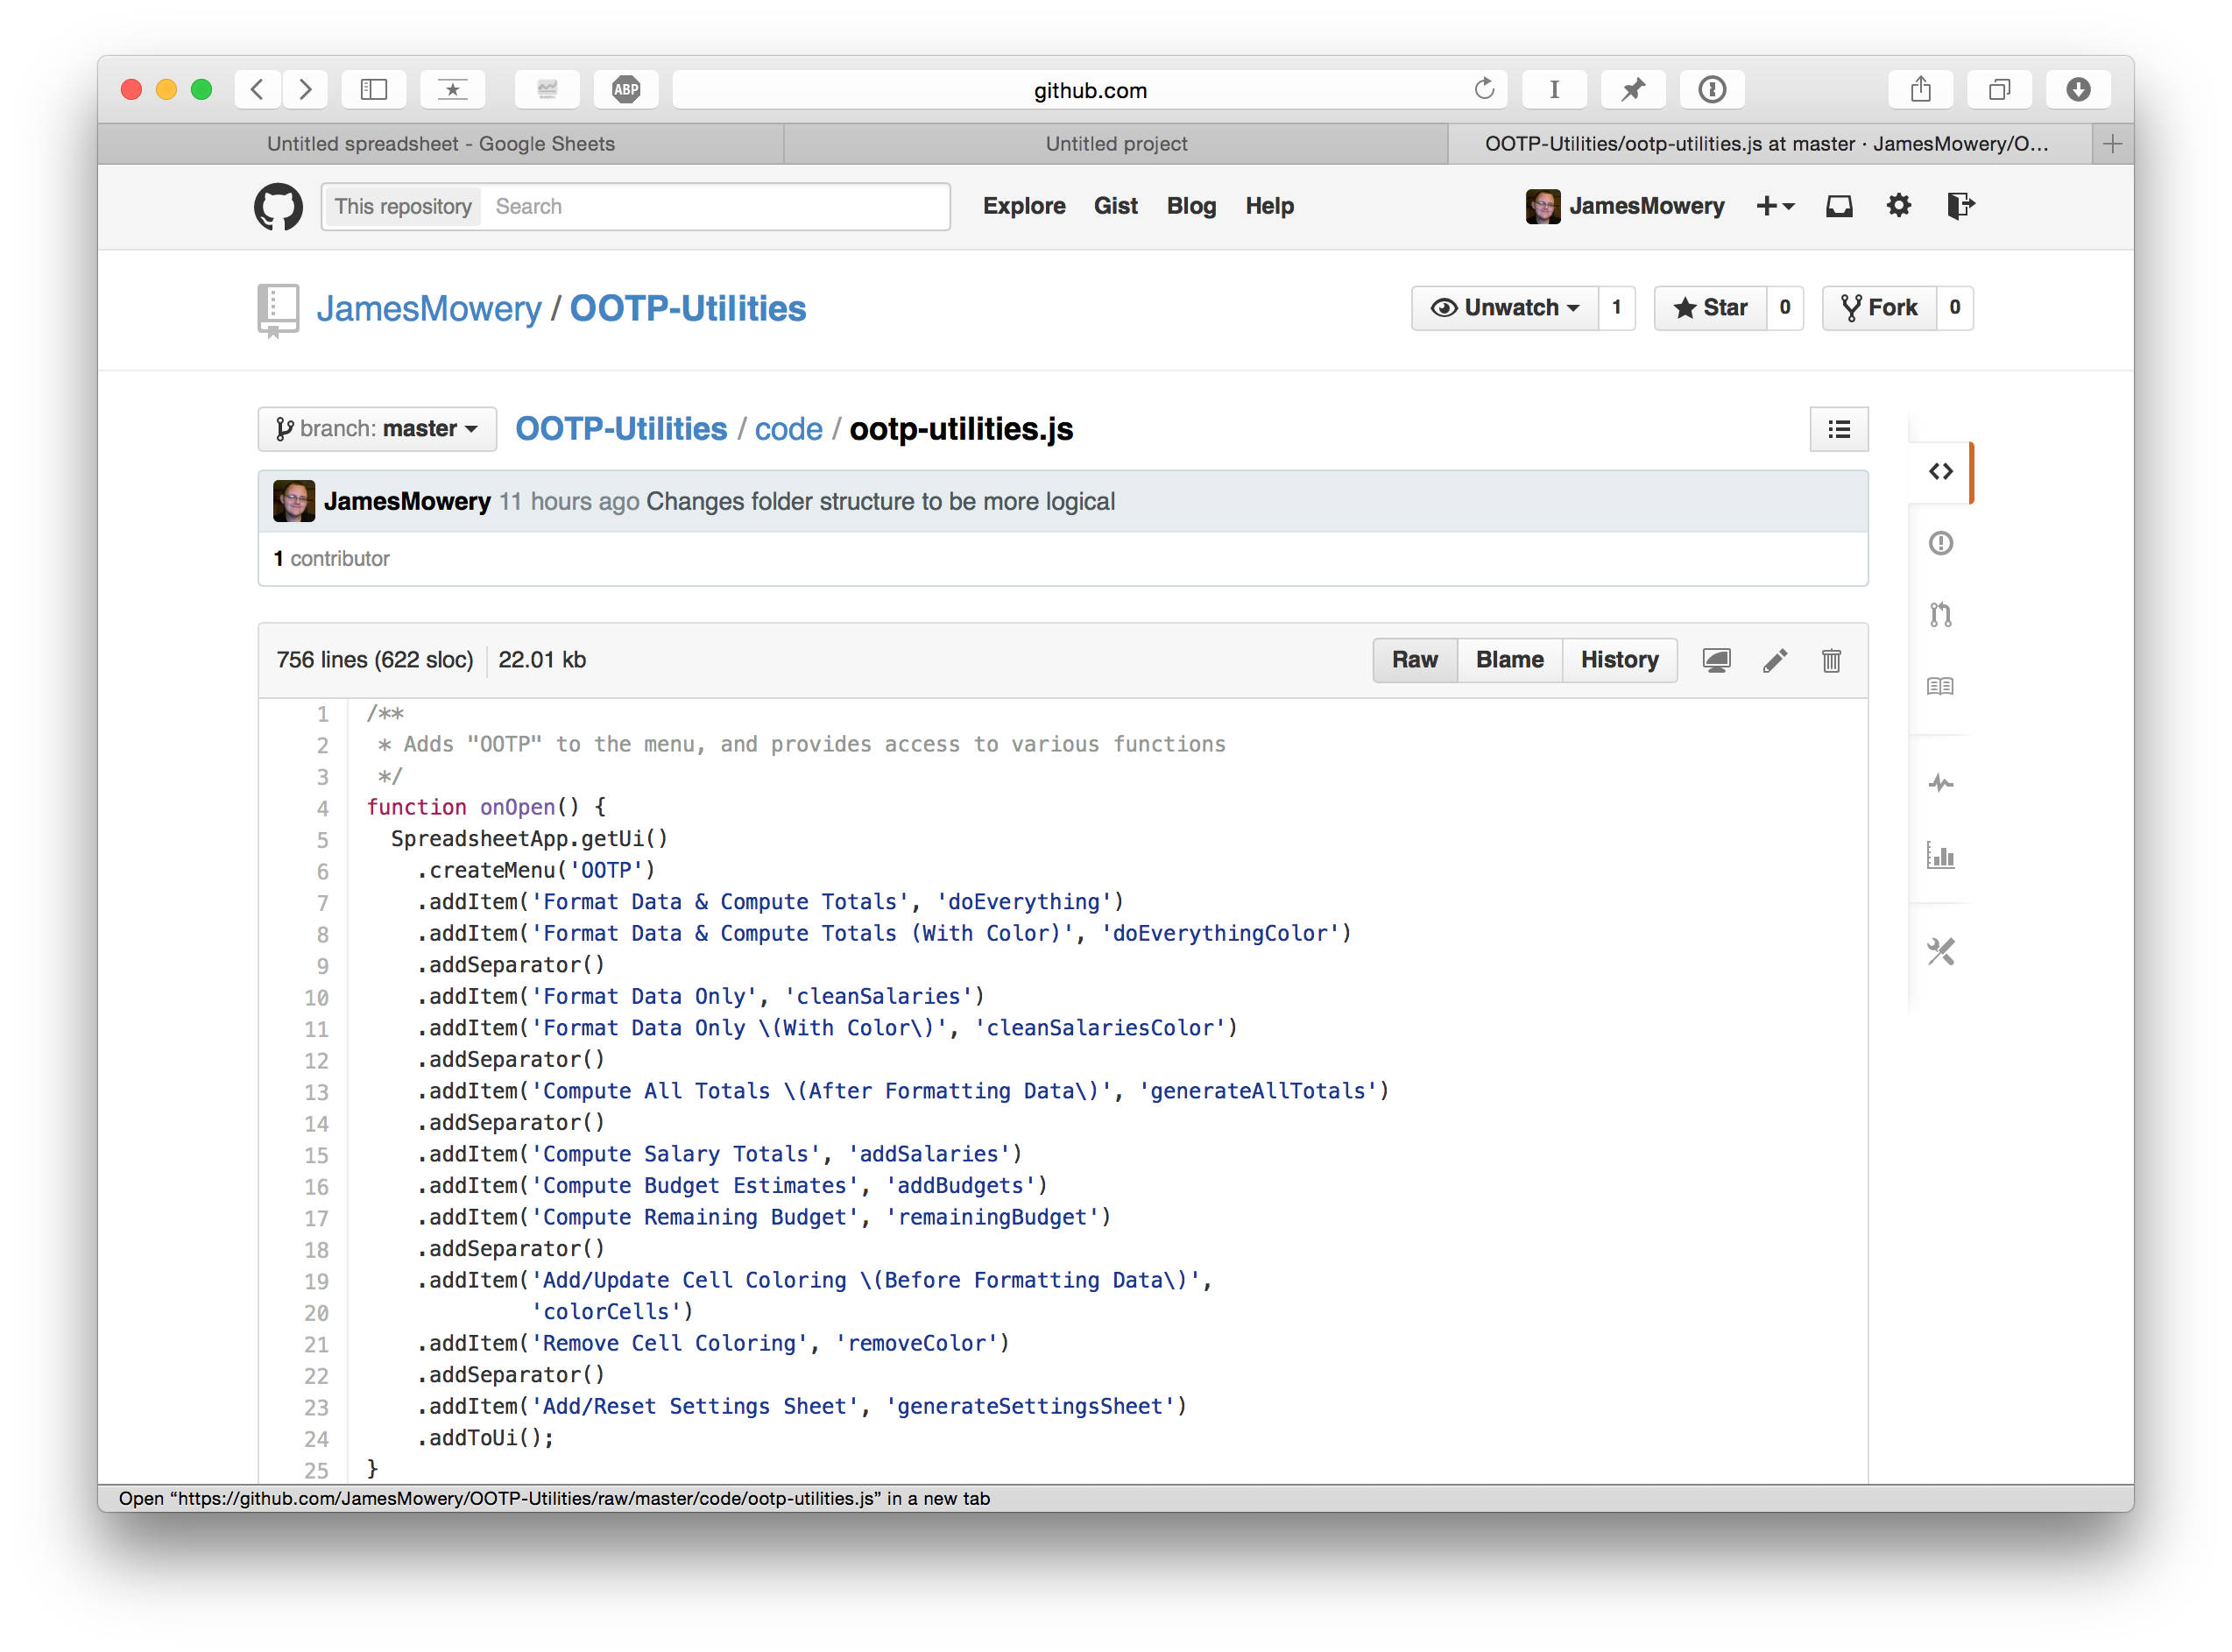 ABP
github.com
Untitled spreadsheet - Google Sheets
Untitled project
OOTP-Utilities/ootp-utilities.js at master · JamesMowery/O...
This repository Search
Explore Gist Blog Help
JamesMowery
JamesMowery / OOTP-Utilities
Unwatch 1 Star 0 Fork 0
branch: master OOTP-Utilities / code / ootp-utilities.js
JamesMowery 11 hours ago Changes folder structure to be more logical
1 contributor
756 lines (622 sloc) 22.01 kb
Raw Blame History
1 /**
2 * Adds "OOTP" to the menu, and provides access to various functions
3 */
4 function onOpen() {
5 SpreadsheetApp.getUi()
6 .createMenu('OOTP')
7 .addItem('Format Data & Compute Totals', 'doEverything')
8 .addItem('Format Data & Compute Totals (With Color)', 'doEverythingColor')
9 .addSeparator()
10 .addItem('Format Data Only', 'cleanSalaries')
11 .addItem('Format Data Only \(With Color\)', 'cleanSalariesColor')
12 .addSeparator()
13 .addItem('Compute All Totals \(After Formatting Data\)', 'generateAllTotals')
14 .addSeparator()
15 .addItem('Compute Salary Totals', 'addSalaries')
16 .addItem('Compute Budget Estimates', 'addBudgets')
17 .addItem('Compute Remaining Budget', 'remainingBudget')
18 .addSeparator()
19 .addItem('Add/Update Cell Coloring \(Before Formatting Data\)',
20 'colorCells')
21 .addItem('Remove Cell Coloring', 'removeColor')
22 .addSeparator()
23 .addItem('Add/Reset Settings Sheet', 'generateSettingsSheet')
24 .addToUi();
25 }
Open “https://github.com/JamesMowery/OOTP-Utilities/raw/master/code/ootp-utilities.js” in a new tab